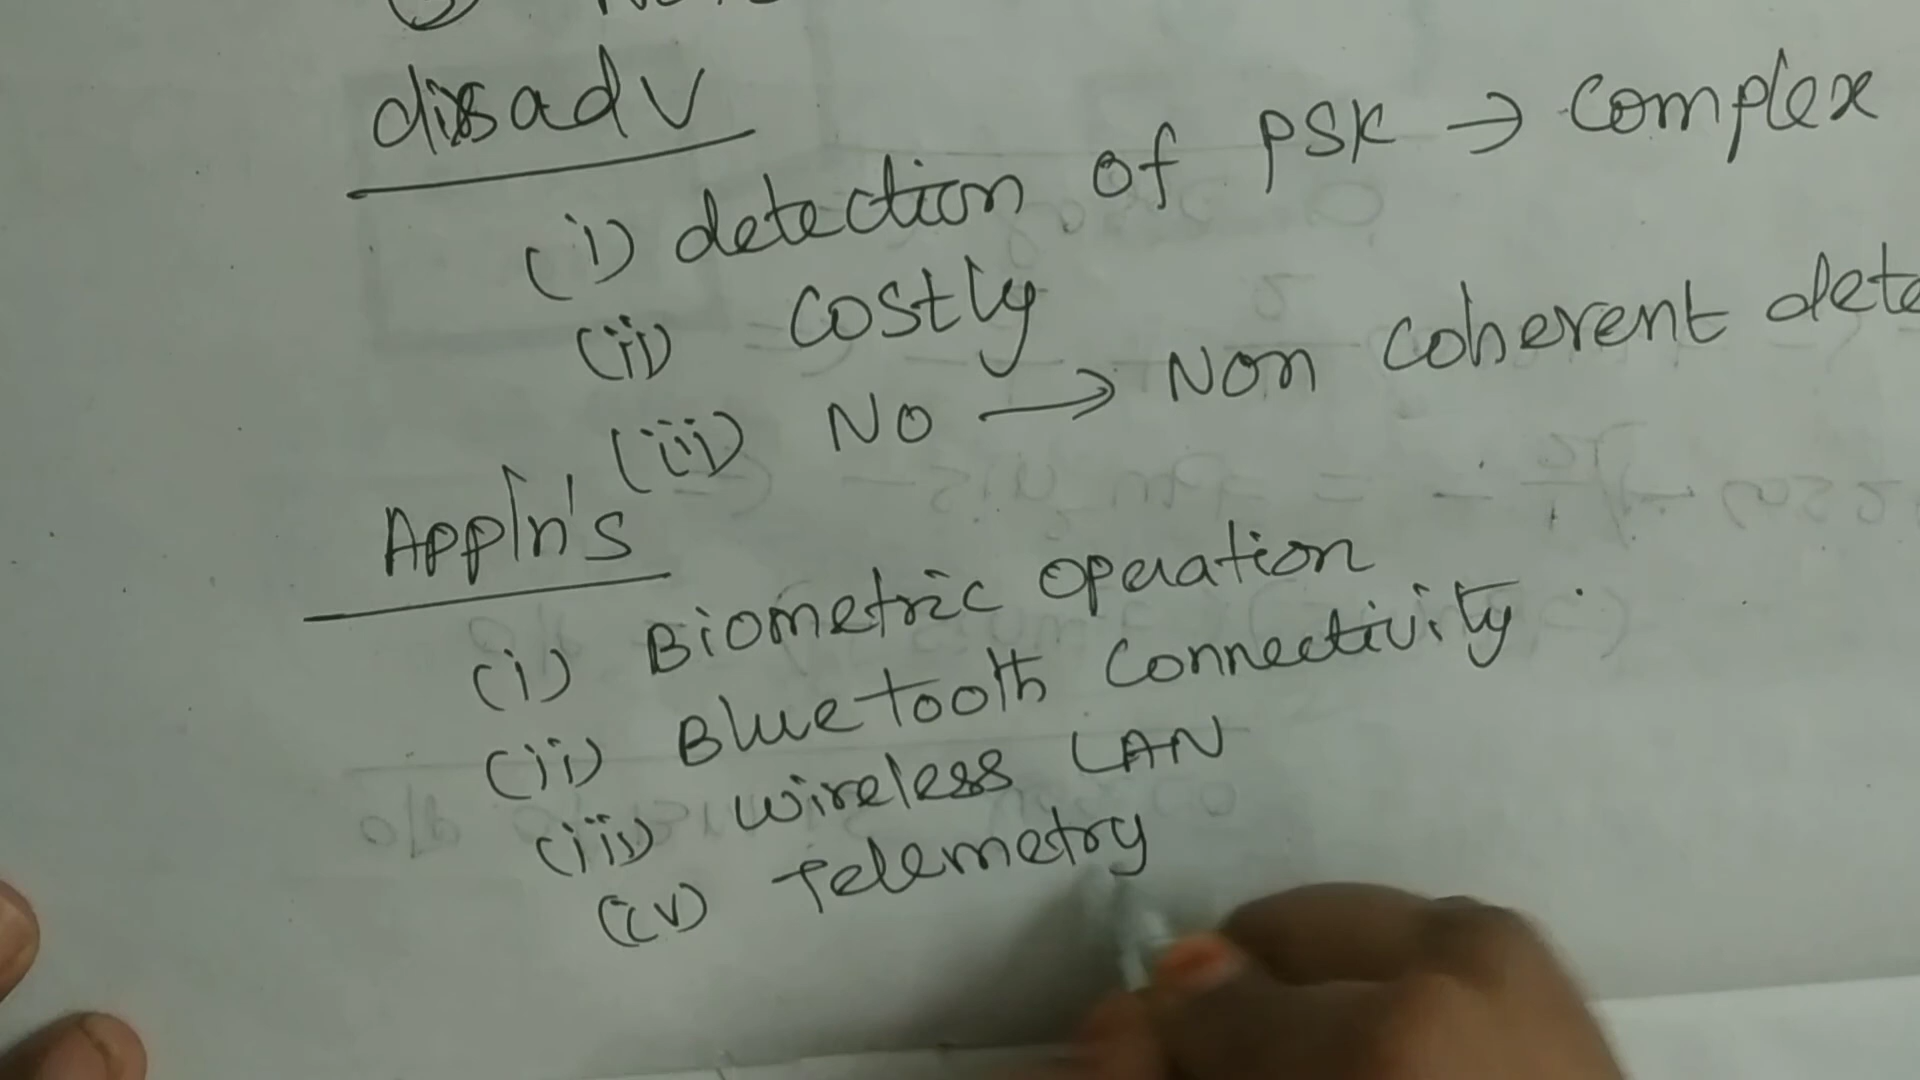 disadv
(i) detection of PSK → Complex
(ii) Costly
(iii) NO → Non coherent
Appln's
(i) Biometric operation
(ii) Bluetooth Connectivity
(iii) wireless LAN
(iv) Telemetry